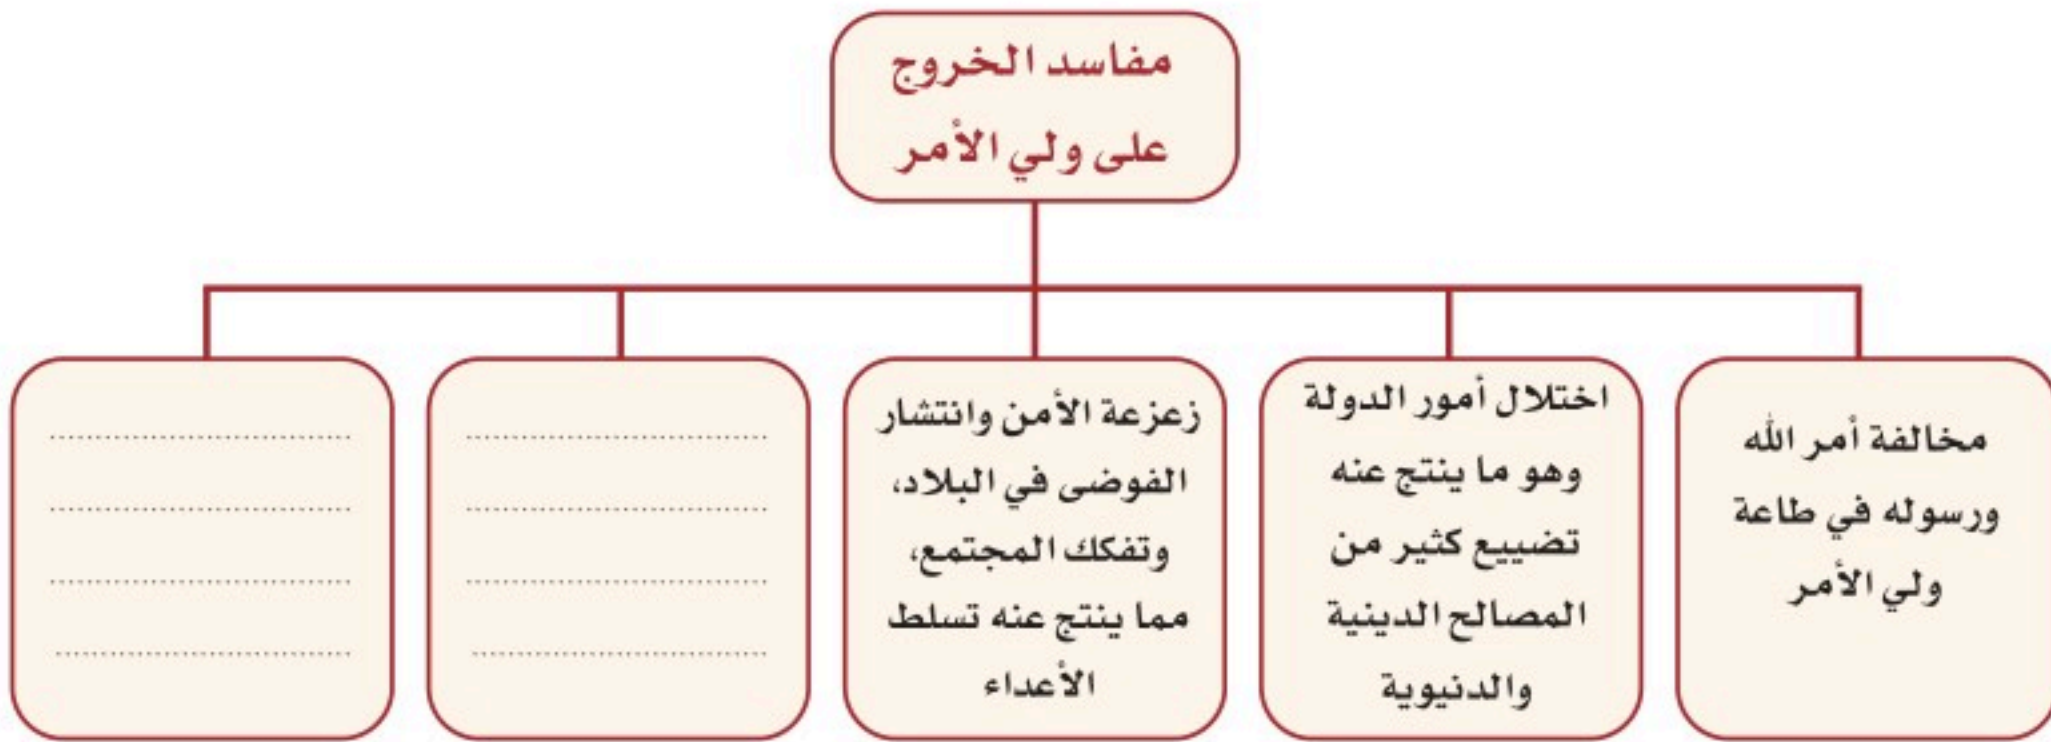 مفاسد الخروج
على ولي الأمر
مخالفة أمر الله
ورسوله في طاعة
ولي الأمر
اختلال أمور الدولة
وهو ما ينتج عنه
تضييع كثير من
المصالح الدينية
والدنيوية
زعزعة الأمن وانتشار
الفوضى في البلاد،
وتفكك المجتمع،
مما ينتج عنه تسلط
الأعداء